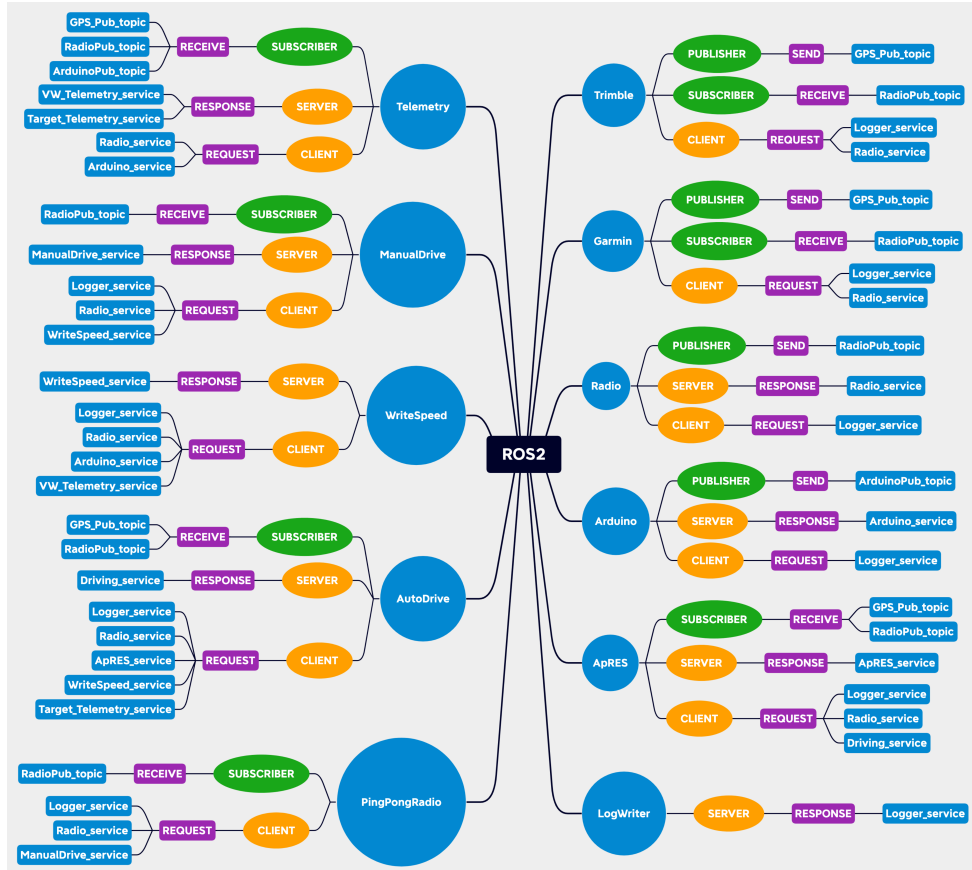 ROS2
Telemetry
SUBSCRIBER
RECEIVE
GPS_Pub_topic
RadioPub_topic
ArduinoPub_topic
SERVER
RESPONSE
VW_Telemetry_service
Target_Telemetry_service
CLIENT
REQUEST
Radio_service
Arduino_service
ManualDrive
SUBSCRIBER
RECEIVE
RadioPub_topic
SERVER
RESPONSE
ManualDrive_service
CLIENT
REQUEST
Logger_service
Radio_service
WriteSpeed_service
WriteSpeed
SERVER
RESPONSE
WriteSpeed_service
CLIENT
REQUEST
Logger_service
Radio_service
Arduino_service
VW_Telemetry_service
AutoDrive
SUBSCRIBER
RECEIVE
GPS_Pub_topic
RadioPub_topic
SERVER
RESPONSE
Driving_service
CLIENT
REQUEST
Logger_service
Radio_service
ApRES_service
WriteSpeed_service
Target_Telemetry_service
PingPongRadio
SUBSCRIBER
RECEIVE
RadioPub_topic
CLIENT
REQUEST
Logger_service
Radio_service
ManualDrive_service
Trimble
PUBLISHER
SEND
GPS_Pub_topic
SUBSCRIBER
RECEIVE
RadioPub_topic
CLIENT
REQUEST
Logger_service
Radio_service
Garmin
PUBLISHER
SEND
GPS_Pub_topic
SUBSCRIBER
RECEIVE
RadioPub_topic
CLIENT
REQUEST
Logger_service
Radio_service
Radio
PUBLISHER
SEND
RadioPub_topic
SERVER
RESPONSE
Radio_service
CLIENT
REQUEST
Logger_service
Arduino
PUBLISHER
SEND
ArduinoPub_topic
SERVER
RESPONSE
Arduino_service
CLIENT
REQUEST
Logger_service
ApRES
SUBSCRIBER
RECEIVE
GPS_Pub_topic
RadioPub_topic
SERVER
RESPONSE
ApRES_service
CLIENT
REQUEST
Logger_service
Radio_service
Driving_service
LogWriter
SERVER
RESPONSE
Logger_service